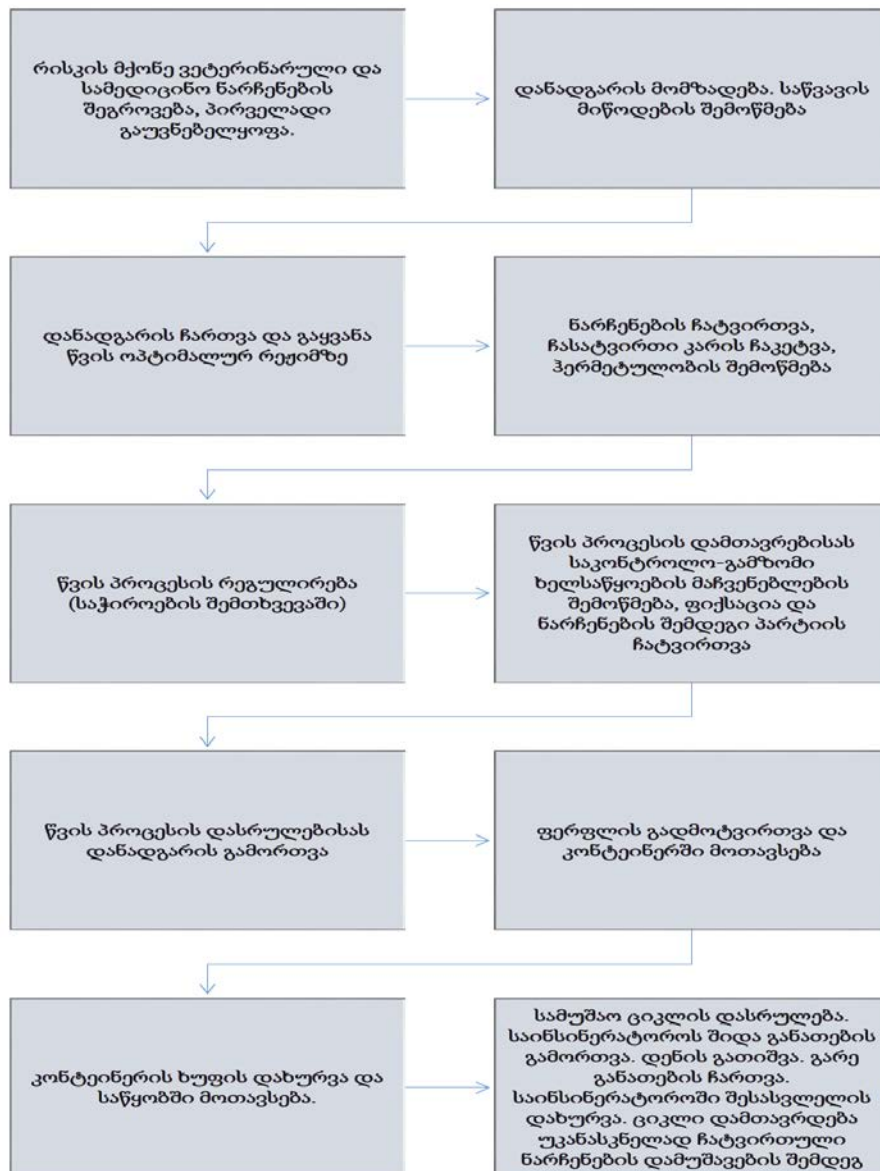 რისკის მქონე ვეტერინარული და
სამედიცინო ნარჩენების
შეგროვება, პირველადი
გაუვნებელყოფა.
დანადგარის მომზადება. საწვავის
მიწოდების შემოწმება
დანადგარის ჩართვა და გაყვანა
წვის ოპტიმალურ რეჟიმზე
ნარჩენების ჩატვირთვა,
ჩასატვირთი კარის ჩაკეტვა,
ჰერმეტულობის შემოწმება
წვის პროცესის რეგულირება
(საჭიროების შემთხვევაში)
წვის პროცესის დამთავრებისას
საკონტროლო-გამზომი
ხელსაწყოების მაჩვენებლების
შემოწმება, ფიქსაცია და
ნარჩენების შემდეგი პარტიის
ჩატვირთვა
წვის პროცესის დასრულებისას
დანადგარის გამორთვა
ფერფლის გადმოტვირთვა და
კონტეინერში მოთავსება
კონტეინერის ხუფის დახურვა და
საწყობში მოთავსება.
სამუშაო ციკლის დასრულება.
საინსინერატოროს შიდა განათების
გამორთვა. დენის გათიშვა. გარე
განათების ჩართვა.
საინსინერატოროში შესასვლელის
დახურვა. ციკლი დამთავრდება
უკანასკნელად ჩატვირთული
ნარჩენების დამუშავების შემდეგ